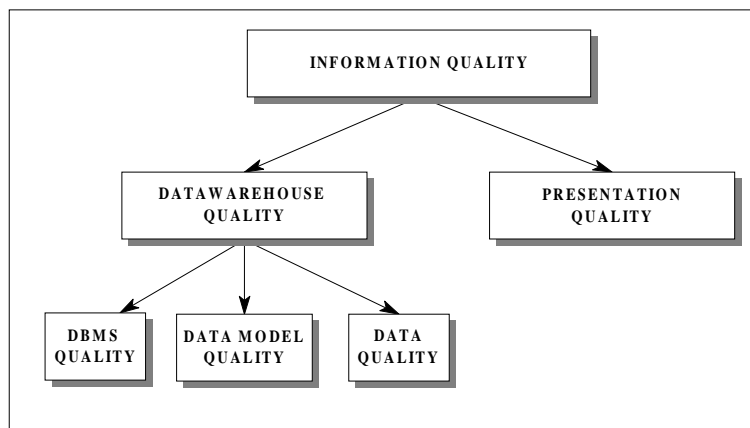 INFORMATION QUALITY
DATAWAREHOUSE
QUALITY
PRESENTATION
QUALITY
DBMS
QUALITY
DATA MODEL
QUALITY
DATA
QUALITY